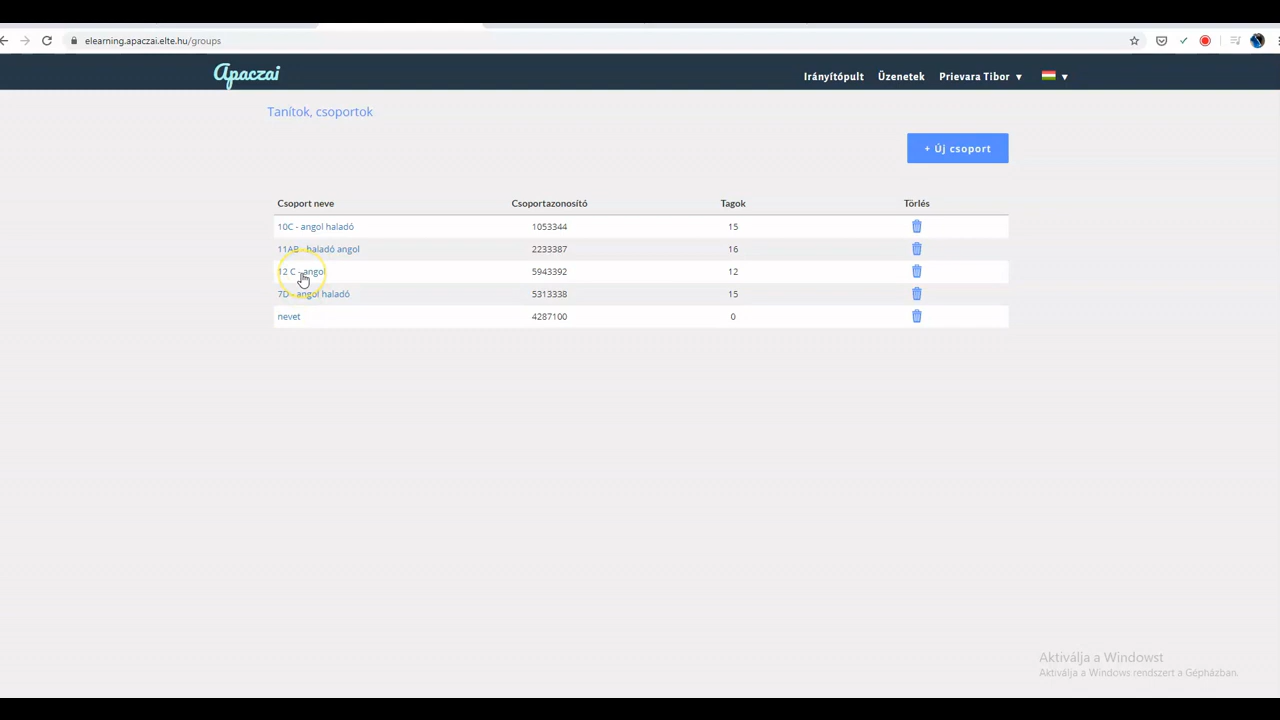 elearning.apaczai.elte.hu/groups
Apaczai
Irányítópult Üzenetek Prievara Tibor
Tanítok, csoportok
+ Új csoport
Csoport neve Csoportazonosító Tagok Törlés
10C - angol haladó 1053344 15
11AB - haladó angol 2233387 16
12 C - angol 5943392 12
7D - angol haladó 5313338 15
nevet 4287100 0
Aktiválja a Windowst
Aktiválja a Windows rendszert a Gépházban.